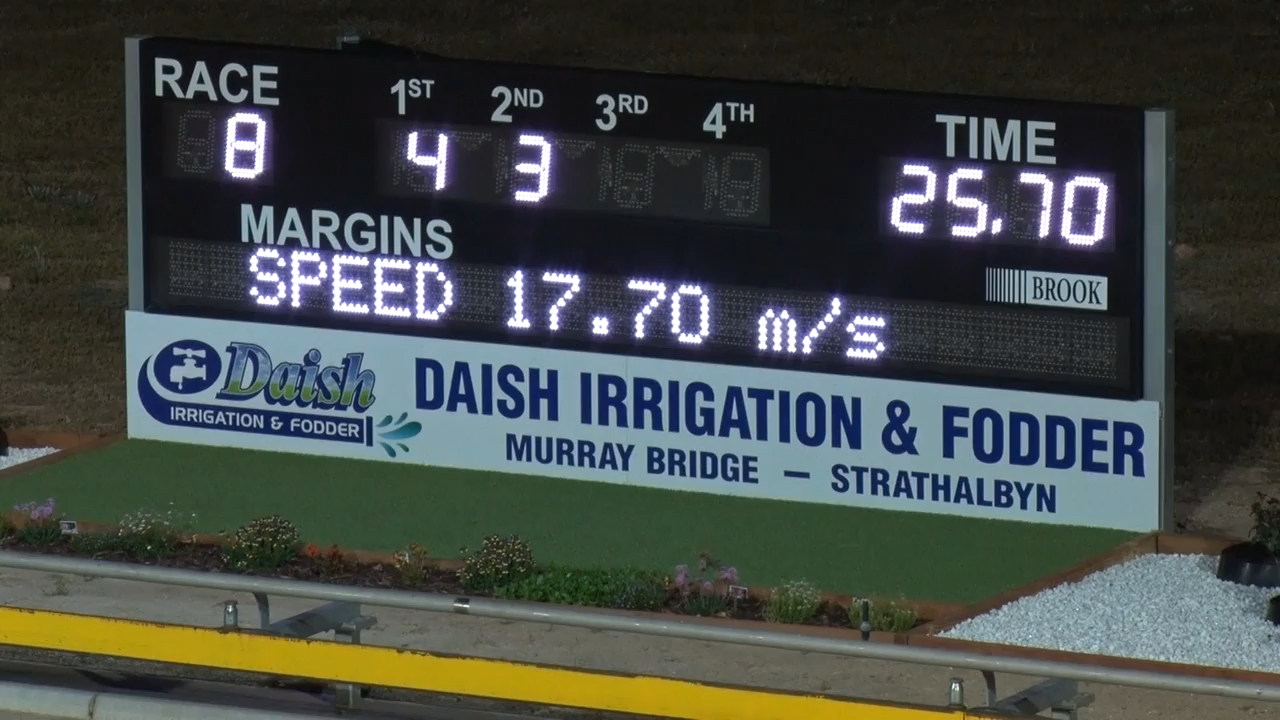 RACE 1ST 2ND 3RD 4TH TIME
8 4 3 25.70
MARGINS
SPEED 17.70 m/s
BROOK
Daish
IRRIGATION & FODDER
DAISH IRRIGATION & FODDER
MURRAY BRIDGE — STRATHALBYN